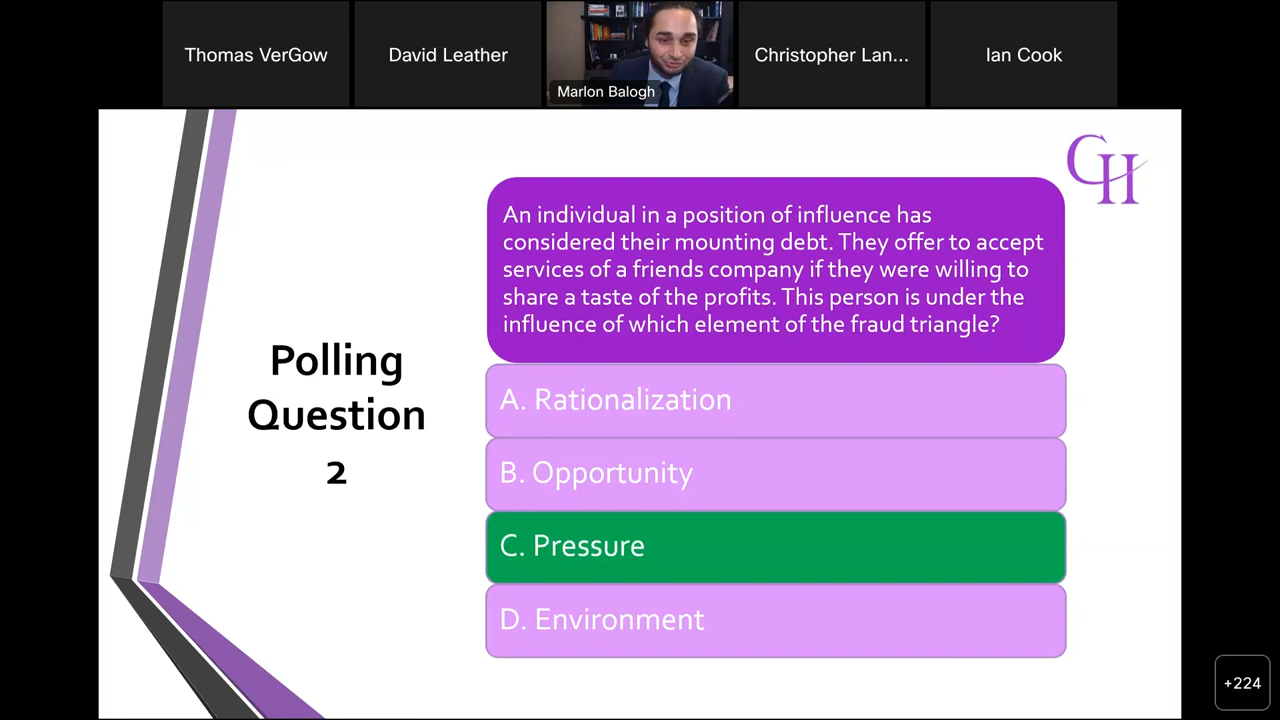 Thomas VerGow
David Leather
Marlon Balogh
Christopher Lan...
Ian Cook
CH
An individual in a position of influence has
considered their mounting debt. They offer to accept
services of a friends company if they were willing to
share a taste of the profits. This person is under the
influence of which element of the fraud triangle?
Polling
Question
2
A. Rationalization
B. Opportunity
C. Pressure
D. Environment
+224